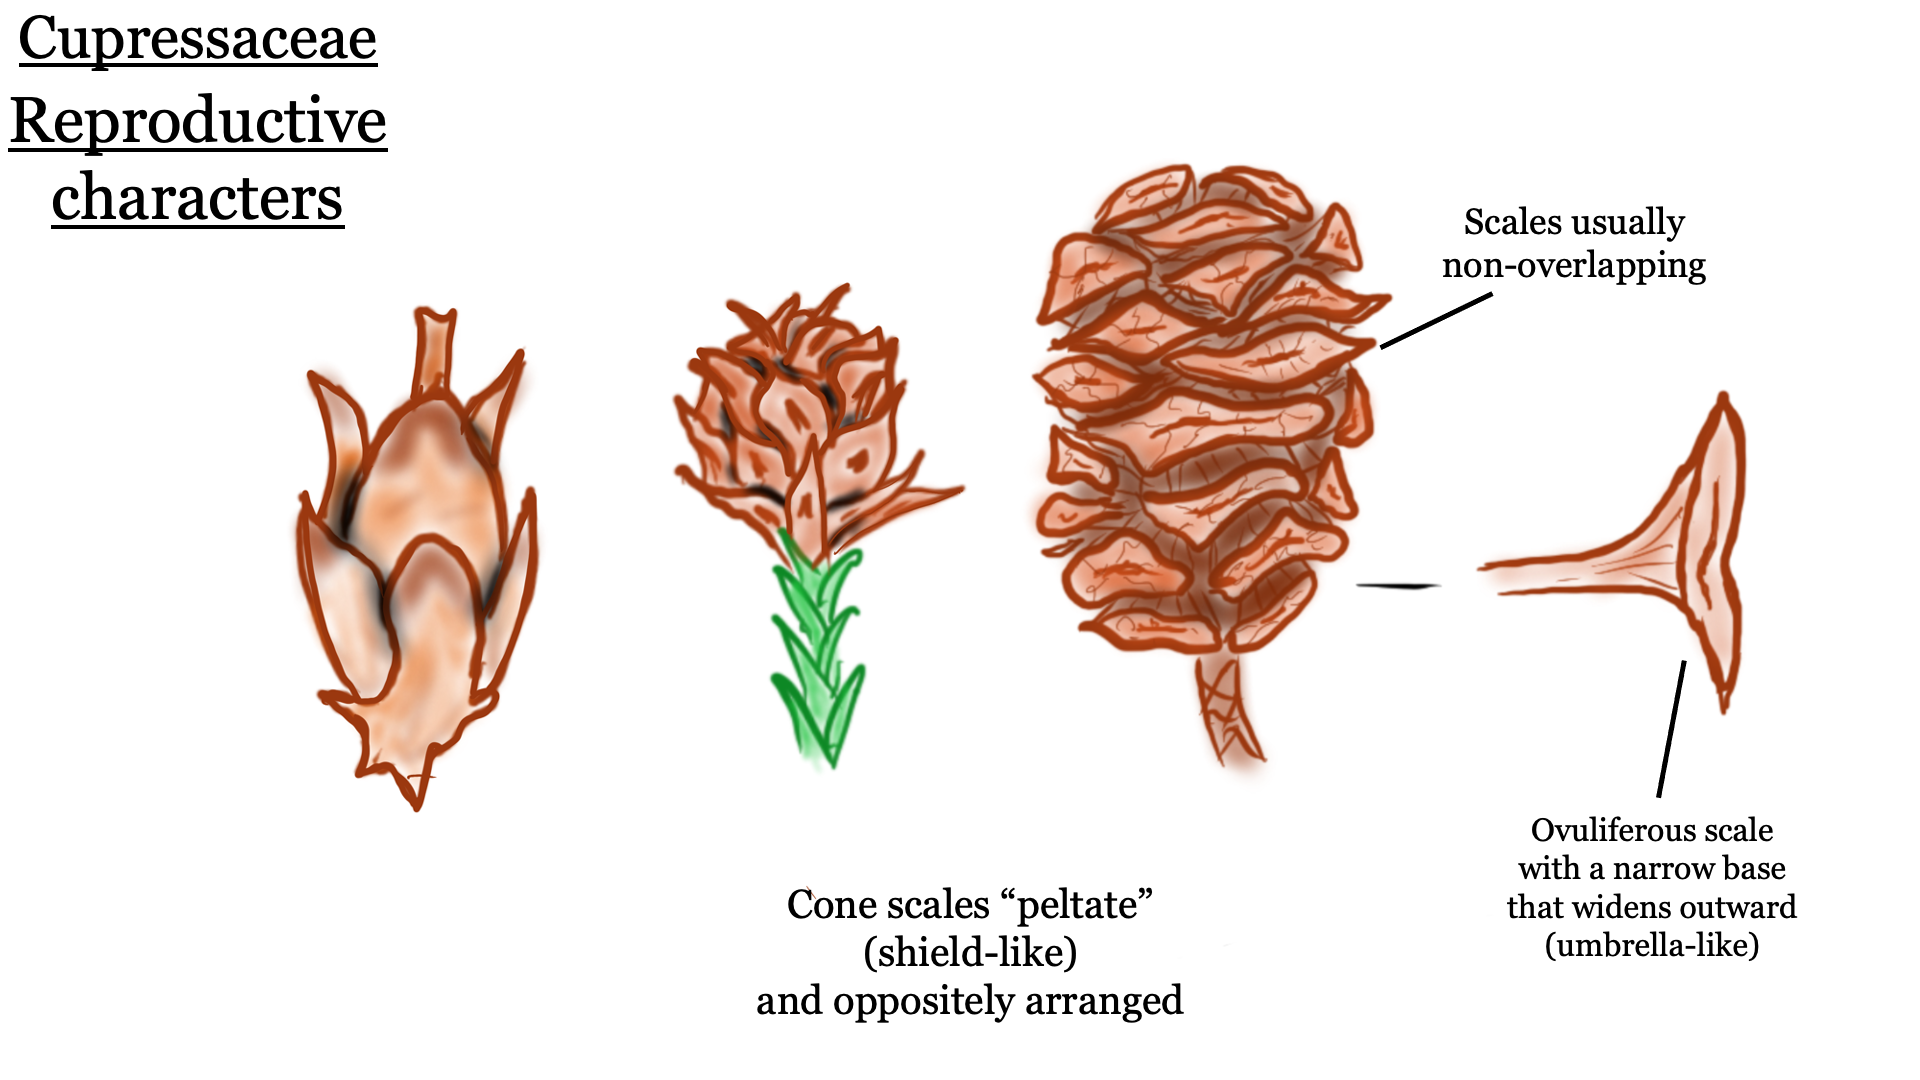 Cupressaceae
Reproductive
characters
Scales usually
non-overlapping
Cone scales “peltate”
(shield-like)
and oppositely arranged
Ovuliferous scale
with a narrow base
that widens outward
(umbrella-like)